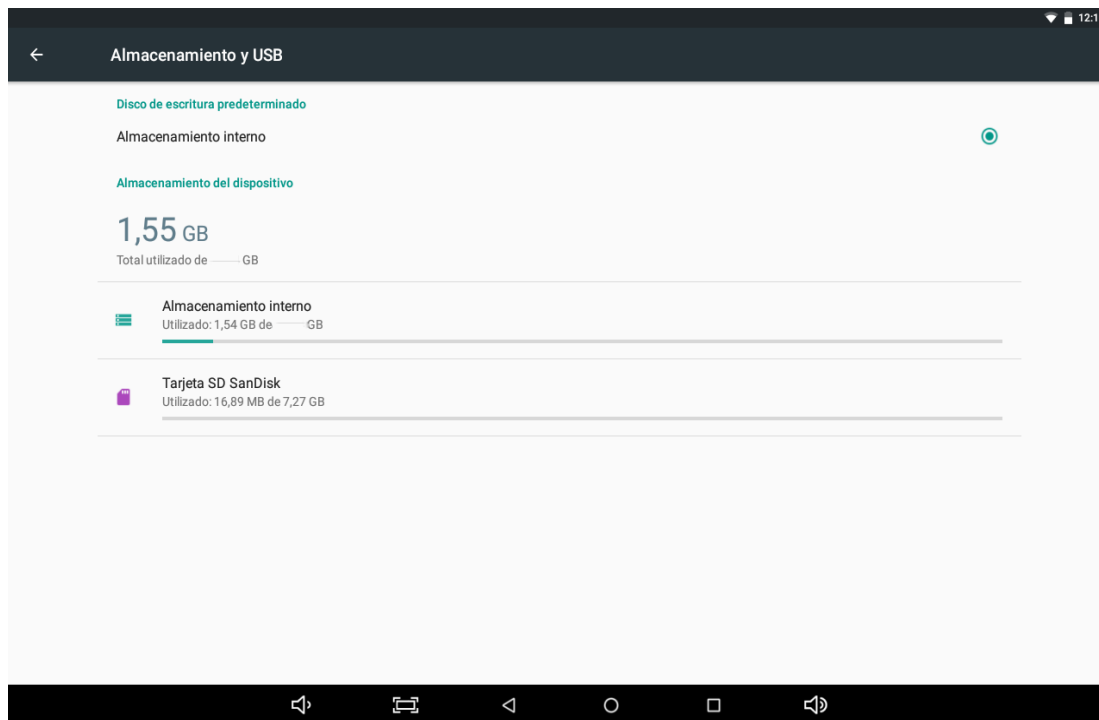 12:1
Almacenamiento y USB
Disco de escritura predeterminado
Almacenamiento interno
Almacenamiento del dispositivo
1,55 GB
Total utilizado de GB
Almacenamiento interno
Utilizado: 1,54 GB de GB
Tarjeta SD SanDisk
Utilizado: 16,89 MB de 7,27 GB